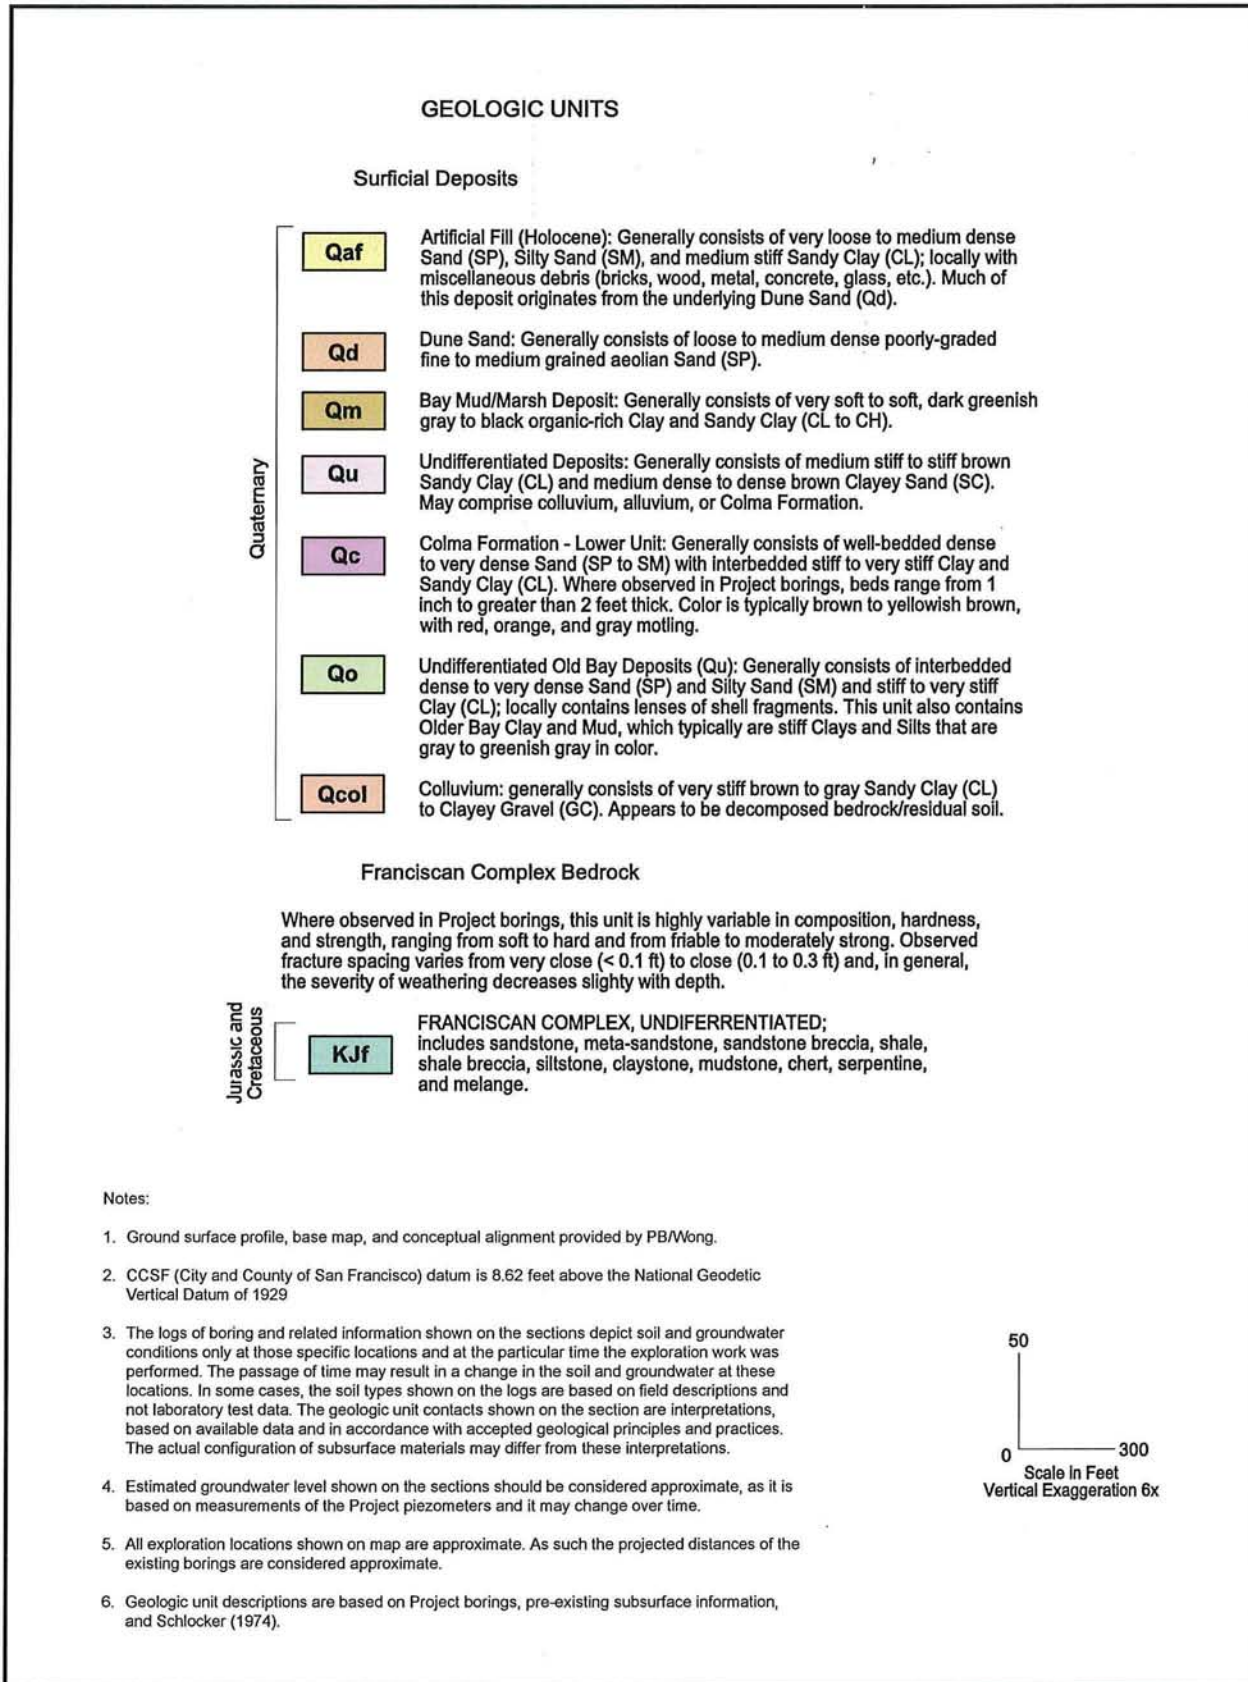 GEOLOGIC UNITS
Surficial Deposits
Quaternary
Qaf
Artificial Fill (Holocene): Generally consists of very loose to medium dense
Sand (SP), Silty Sand (SM), and medium stiff Sandy Clay (CL); locally with
miscellaneous debris (bricks, wood, metal, concrete, glass, etc.). Much of
this deposit originates from the underlying Dune Sand (Qd).
Qd
Dune Sand: Generally consists of loose to medium dense poorly-graded
fine to medium grained aeolian Sand (SP).
Qm
Bay Mud/Marsh Deposit: Generally consists of very soft to soft, dark greenish
gray to black organic-rich Clay and Sandy Clay (CL to CH).
Qu
Undifferentiated Deposits: Generally consists of medium stiff to stiff brown
Sandy Clay (CL) and medium dense to dense brown Clayey Sand (SC).
May comprise colluvium, alluvium, or Colma Formation.
Qc
Colma Formation - Lower Unit: Generally consists of well-bedded dense
to very dense Sand (SP to SM) with interbedded stiff to very stiff Clay and
Sandy Clay (CL). Where observed in Project borings, beds range from 1
inch to greater than 2 feet thick. Color is typically brown to yellowish brown,
with red, orange, and gray motling.
Qo
Undifferentiated Old Bay Deposits (Qu): Generally consists of interbedded
dense to very dense Sand (SP) and Silty Sand (SM) and stiff to very stiff
Clay (CL); locally contains lenses of shell fragments. This unit also contains
Older Bay Clay and Mud, which typically are stiff Clays and Silts that are
gray to greenish gray in color.
Qcol
Colluvium: generally consists of very stiff brown to gray Sandy Clay (CL)
to Clayey Gravel (GC). Appears to be decomposed bedrock/residual soil.
Franciscan Complex Bedrock
Where observed in Project borings, this unit is highly variable in composition, hardness,
and strength, ranging from soft to hard and from friable to moderately strong. Observed
fracture spacing varies from very close (< 0.1 ft) to close (0.1 to 0.3 ft) and, in general,
the severity of weathering decreases slighty with depth.
Jurassic and
Cretaceous
KJf
FRANCISCAN COMPLEX, UNDIFERRENTIATED;
includes sandstone, meta-sandstone, sandstone breccia, shale,
shale breccia, siltstone, claystone, mudstone, chert, serpentine,
and melange.
Notes:
1. Ground surface profile, base map, and conceptual alignment provided by PB/Wong.
2. CCSF (City and County of San Francisco) datum is 8.62 feet above the National Geodetic
Vertical Datum of 1929
3. The logs of boring and related information shown on the sections depict soil and groundwater
conditions only at those specific locations and at the particular time the exploration work was
performed. The passage of time may result in a change in the soil and groundwater at these
locations. In some cases, the soil types shown on the logs are based on field descriptions and
not laboratory test data. The geologic unit contacts shown on the section are interpretations,
based on available data and in accordance with accepted geological principles and practices.
The actual configuration of subsurface materials may differ from these interpretations.
4. Estimated groundwater level shown on the sections should be considered approximate, as it is
based on measurements of the Project piezometers and it may change over time.
5. All exploration locations shown on map are approximate. As such the projected distances of the
existing borings are considered approximate.
6. Geologic unit descriptions are based on Project borings, pre-existing subsurface information,
and Schlocker (1974).
50
0
300
Scale in Feet
Vertical Exaggeration 6x